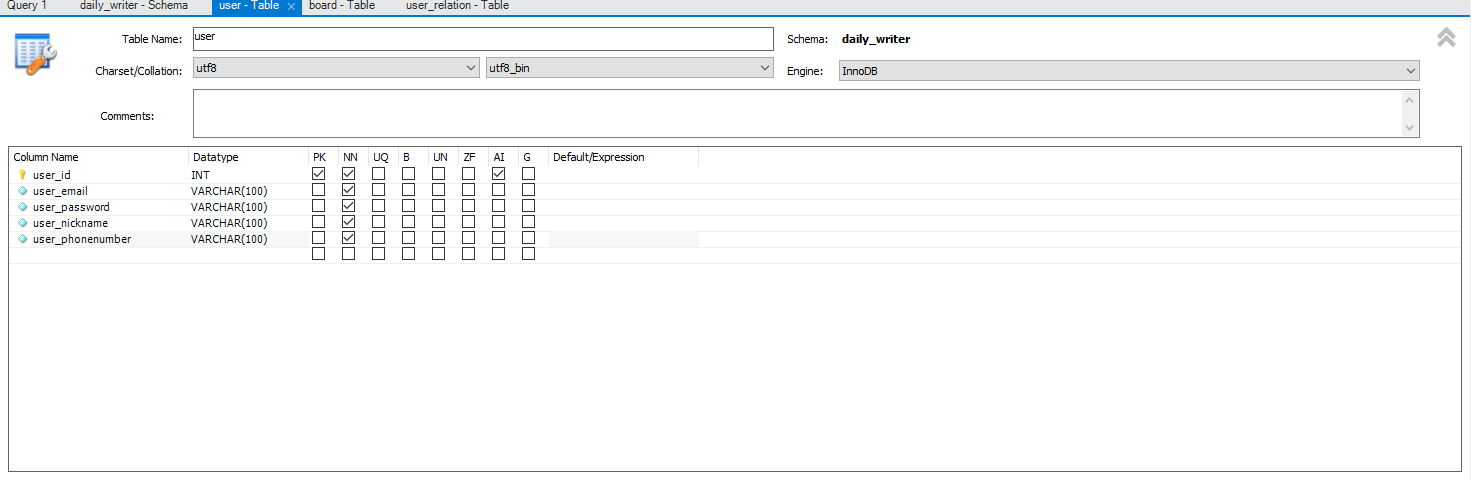 Query 1 daily_writer - Schema user - Table × board - Table user_relation - Table
Table Name: user Schema: daily_writer
Charset/Collation: utf8 utf8_bin Engine: InnoDB
Comments:
Column Name Datatype PK NN UQ B UN ZF AI G Default/Expression
user_id INT
user_email VARCHAR(100)
user_password VARCHAR(100)
user_nickname VARCHAR(100)
user_phonenumber VARCHAR(100)